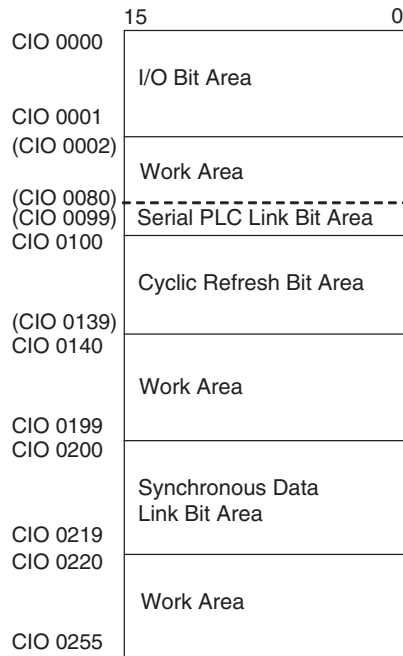 15 0
CIO 0000
I/O Bit Area
CIO 0001
(CIO 0002)
Work Area
(CIO 0080)
(CIO 0099) Serial PLC Link Bit Area
CIO 0100
Cyclic Refresh Bit Area
(CIO 0139)
CIO 0140
Work Area
CIO 0199
CIO 0200
Synchronous Data
Link Bit Area
CIO 0219
CIO 0220
Work Area
CIO 0255